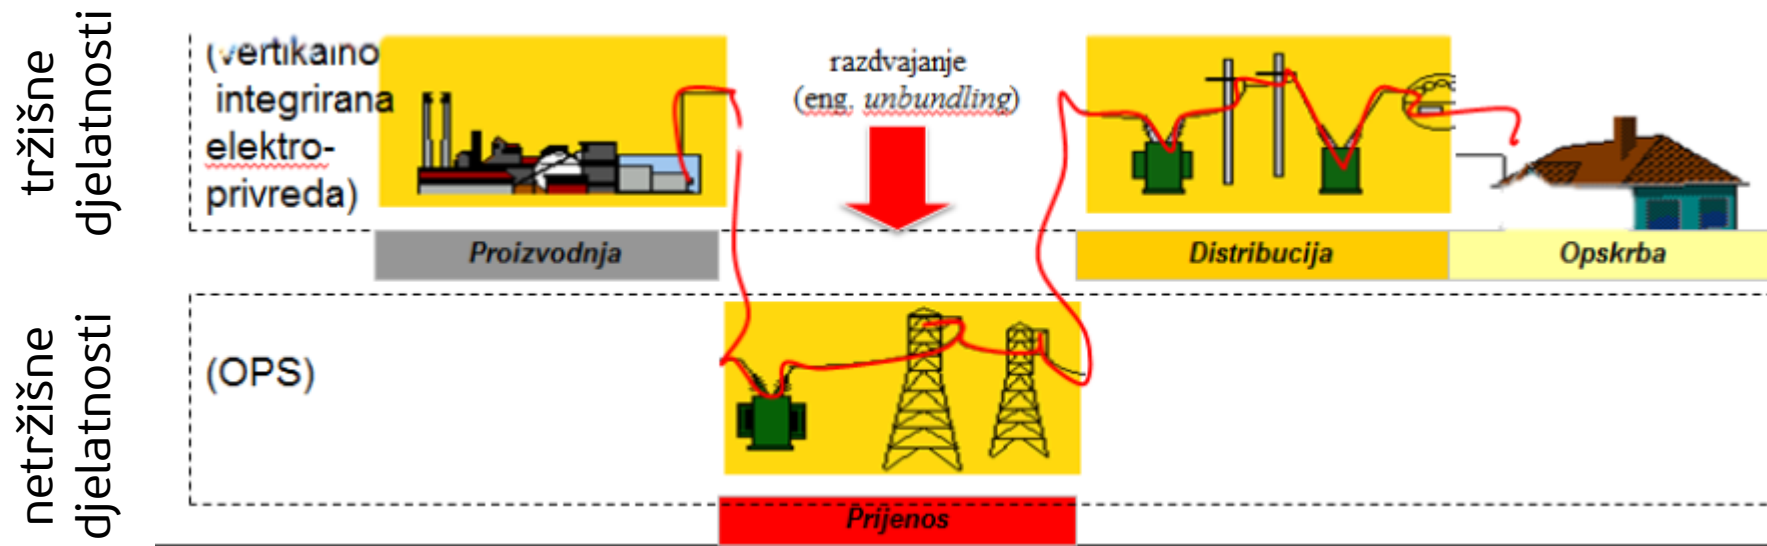 tržišne
djelatnosti
(vertikalno
integrirana
elektro-
privreda)
razdvajanje
(eng. unbundling)
Proizvodnja
Distribucija
Opskrba
netržišne
djelatnosti
(OPS)
Prijenos